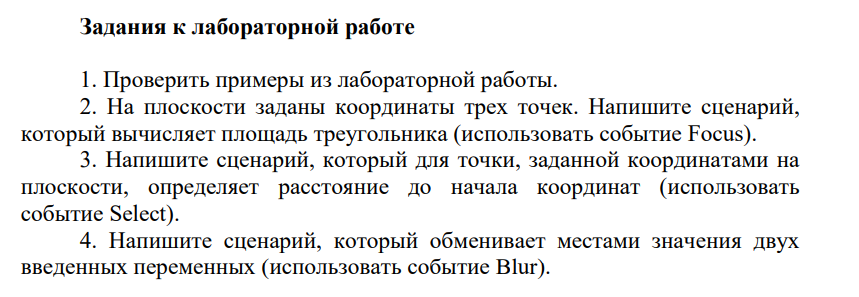 Задания к лабораторной работе
1. Проверить примеры из лабораторной работы.
2. На плоскости заданы координаты трех точек. Напишите сценарий,
который вычисляет площадь треугольника (использовать событие Focus).
3. Напишите сценарий, который для точки, заданной координатами на
плоскости, определяет расстояние до начала координат (использовать
событие Select).
4. Напишите сценарий, который обменивает местами значения двух
введенных переменных (использовать событие Blur).